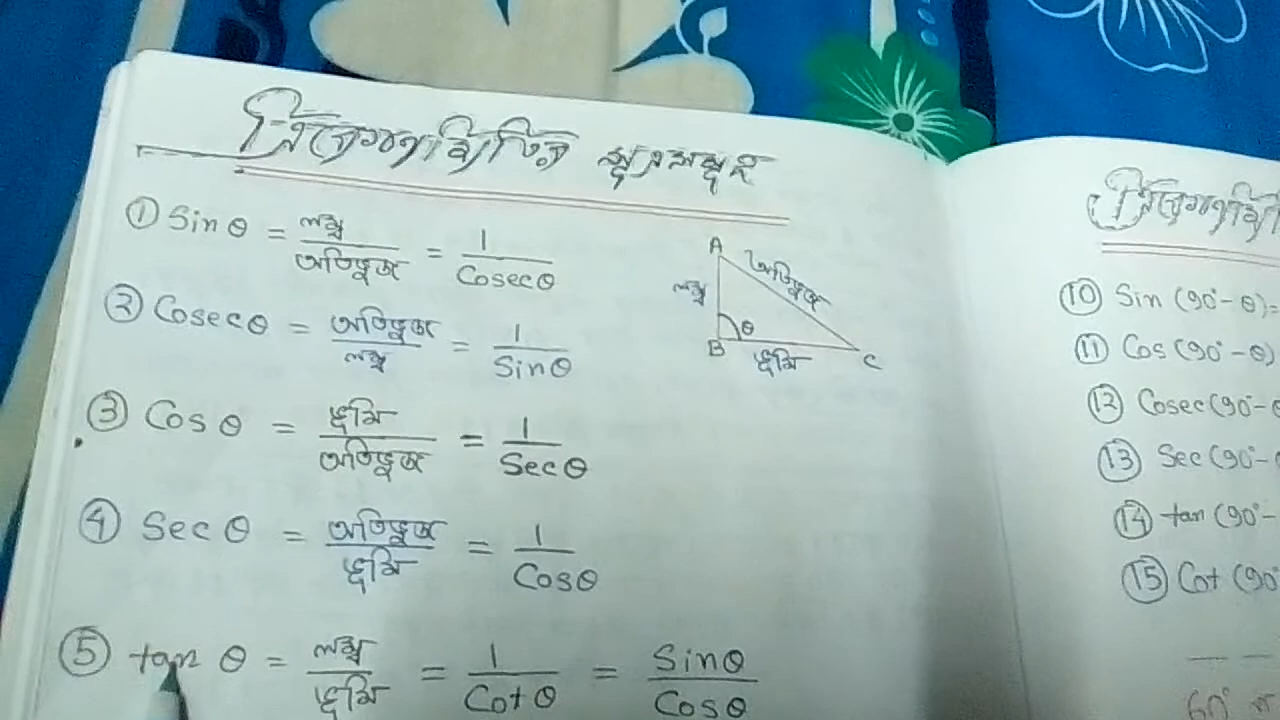 ত্রিকোণমিতির সূত্রসমূহ
① Sin θ = লম্ব / অতিভুজ = 1 / Cosec θ
② Cosec θ = অতিভুজ / লম্ব = 1 / Sin θ
③ Cos θ = ভূমি / অতিভুজ = 1 / Sec θ
④ Sec θ = অতিভুজ / ভূমি = 1 / Cos θ
⑤ tan θ = লম্ব / ভূমি = 1 / Cot θ = Sin θ / Cos θ
A
লম্ব অতিভুজ
θ
B ভূমি C
⑩ Sin (90° - θ) =
⑪ Cos (90° - θ)
⑫ Cosec (90° - θ
⑬ Sec (90° -
⑭ tan (90° -
⑮ Cot (90°
60°